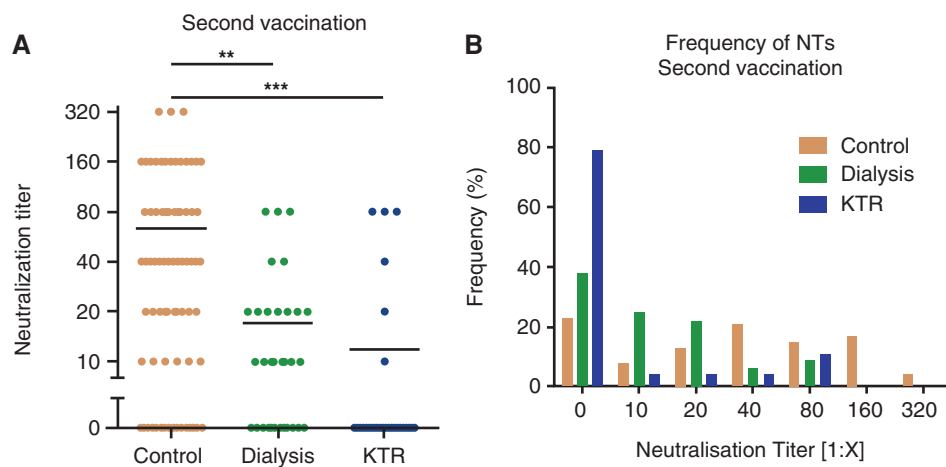 A
Second vaccination
**
***
Neutralization titer
320
160
80
40
20
10
0
Control
Dialysis
KTR
B
Frequency of NTs
Second vaccination
Frequency (%)
100
80
60
40
20
0
Control
Dialysis
KTR
0 10 20 40 80 160 320
Neutralisation Titer [1:X]